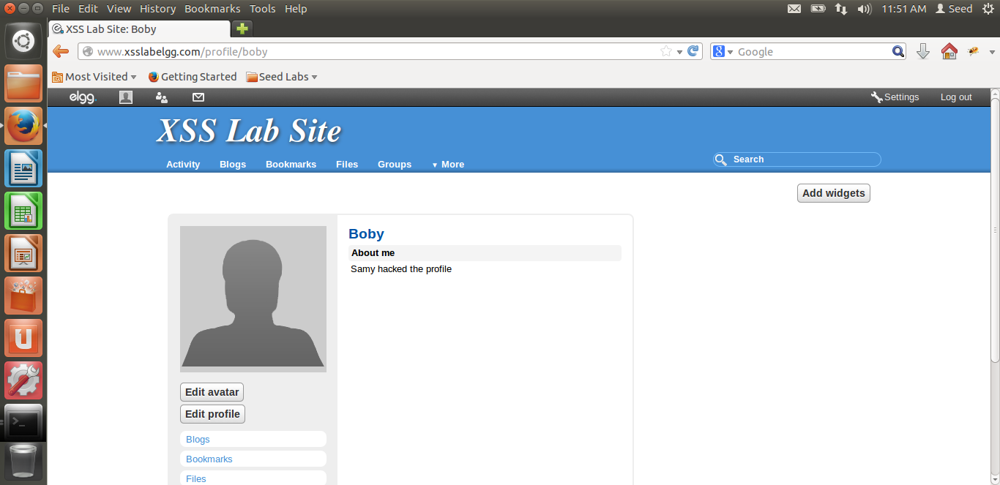 File Edit View History Bookmarks Tools Help 11:51 AM Seed
XSS Lab Site: Boby
www.xsslabelgg.com/profile/boby Google
Most Visited Getting Started Seed Labs
elgg. Settings Log out
XSS Lab Site
Activity Blogs Bookmarks Files Groups ▼ More Search
Add widgets
Boby
About me
Samy hacked the profile
Edit avatar
Edit profile
Blogs
Bookmarks
Files